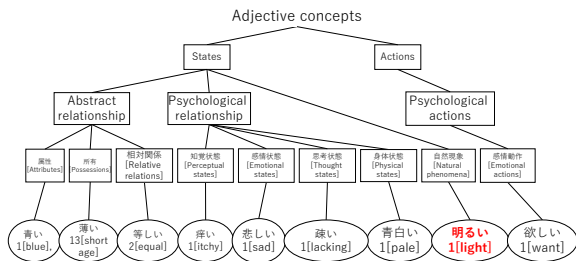 Adjective concepts
States
Actions
Abstract
relationship
Psychological
relationship
Psychological
actions
属性
[Attributes]
所有
[Possessions]
相対関係
[Relative
relations]
知覚状態
[Perceptual
states]
感情状態
[Emotional
states]
思考状態
[Thought
states]
身体状態
[Physical
states]
自然現象
[Natural
phenomena]
感情動作
[Emotional
actions]
青い
1[blue],
薄い
13[short
age]
等しい
2[equal]
痒い
1[itchy]
悲しい
1[sad]
疎い
1[lacking]
青白い
1[pale]
明るい
1[light]
欲しい
1[want]